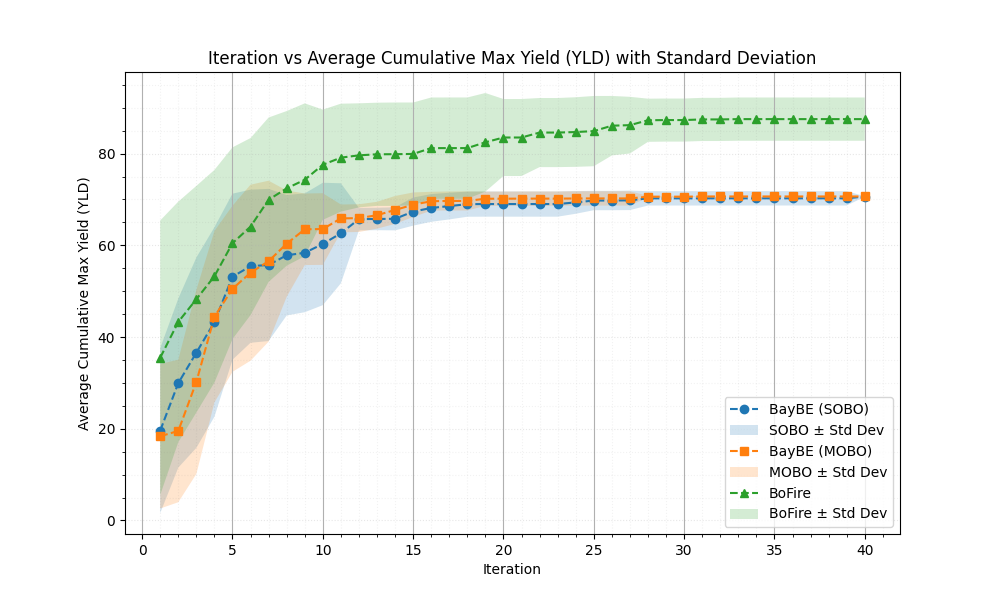 Iteration vs Average Cumulative Max Yield (YLD) with Standard Deviation
Average Cumulative Max Yield (YLD)
80
60
40
20
0
0 5 10 15 20 25 30 35 40
Iteration
BayBE (SOBO)
SOBO ± Std Dev
BayBE (MOBO)
MOBO ± Std Dev
BoFire
BoFire ± Std Dev